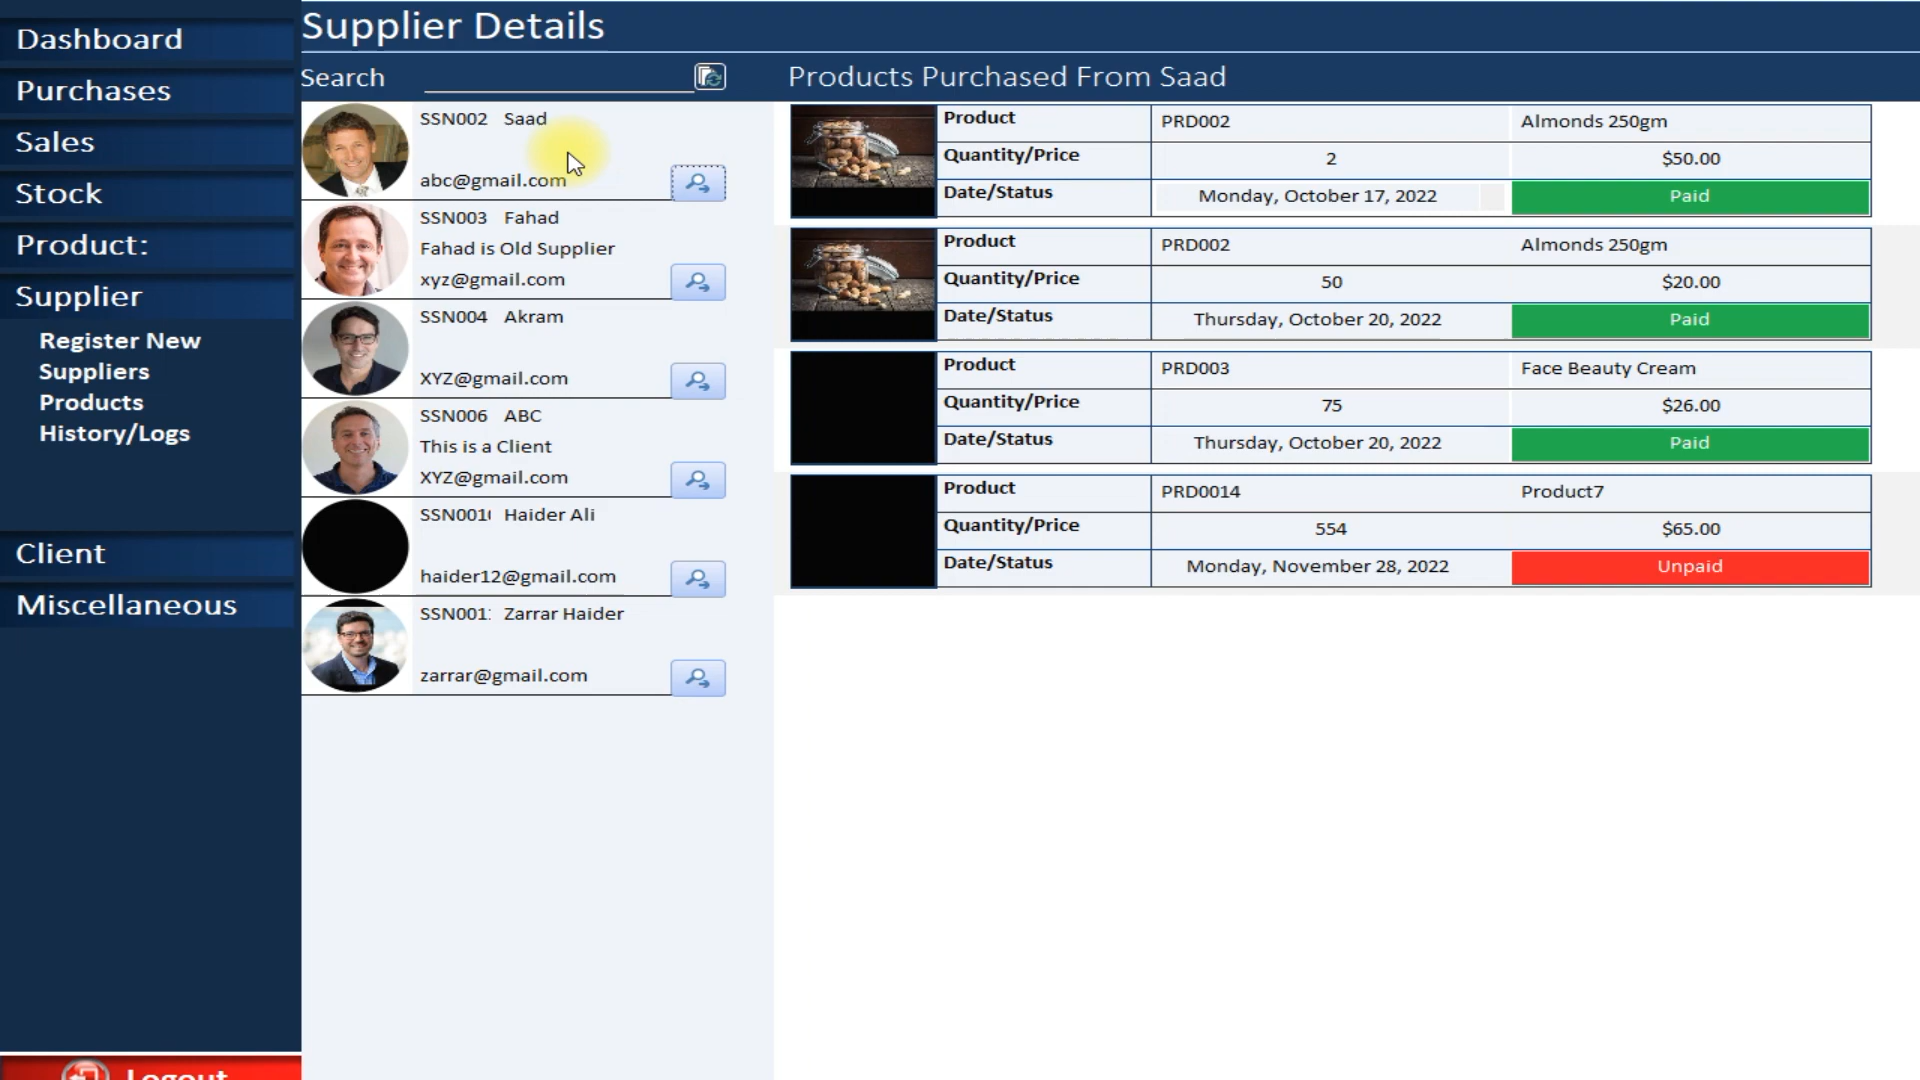 Dashboard
Purchases
Sales
Stock
Product:
Supplier
Register New
Suppliers
Products
History/Logs
Client
Miscellaneous
Logout
Supplier Details
Search
SSN002 Saad
abc@gmail.com
SSN003 Fahad
Fahad is Old Supplier
xyz@gmail.com
SSN004 Akram
XYZ@gmail.com
SSN006 ABC
This is a Client
XYZ@gmail.com
Haider Ali
haider12@gmail.com
Zarrar Haider
zarrar@gmail.com
Products Purchased From Saad
Product PRD002 Almonds 250gm
Quantity/Price 2 $50.00
Date/Status Monday, October 17, 2022 Paid
Product PRD002 Almonds 250gm
Quantity/Price 50 $20.00
Date/Status Thursday, October 20, 2022 Paid
Product PRD003 Face Beauty Cream
Quantity/Price 75 $26.00
Date/Status Thursday, October 20, 2022 Paid
Product PRD0014 Product7
Quantity/Price 554 $65.00
Date/Status Monday, November 28, 2022 Unpaid